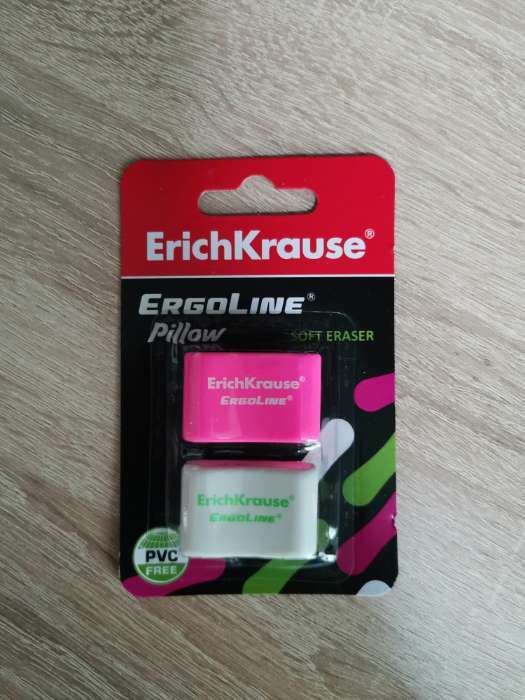 ErichKrause®
ERGOLINE®
Pillow
SOFT ERASER
ErichKrause®
ERGOLINE®
ErichKrause®
ERGOLINE®
PVC
FREE